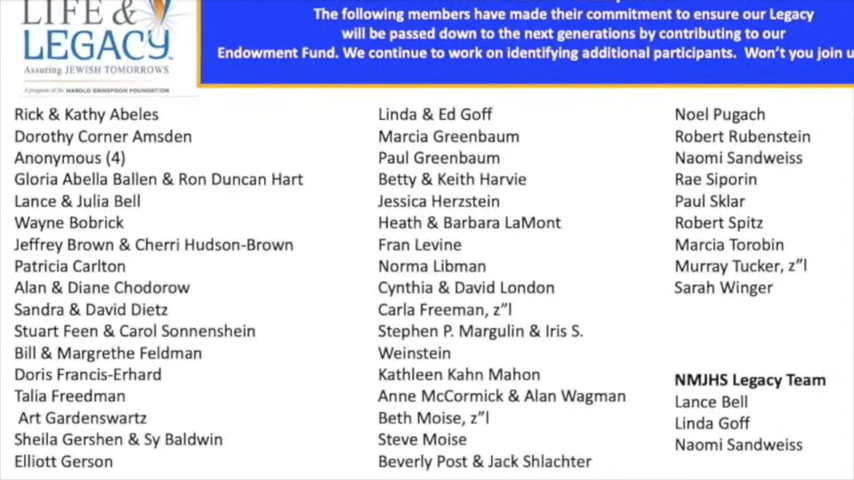 LIFE &
LEGACY
Assuring JEWISH TOMORROWS
A program of the HAROLD GRINSPOON FOUNDATION
The following members have made their commitment to ensure our Legacy
will be passed down to the next generations by contributing to our
Endowment Fund. We continue to work on identifying additional participants. Won't you join u
Rick & Kathy Abeles
Dorothy Corner Amsden
Anonymous (4)
Gloria Abella Ballen & Ron Duncan Hart
Lance & Julia Bell
Wayne Bobrick
Jeffrey Brown & Cherri Hudson-Brown
Patricia Carlton
Alan & Diane Chodorow
Sandra & David Dietz
Stuart Feen & Carol Sonnenshein
Bill & Margrethe Feldman
Doris Francis-Erhard
Talia Freedman
Art Gardenswartz
Sheila Gershen & Sy Baldwin
Elliott Gerson
Linda & Ed Goff
Marcia Greenbaum
Paul Greenbaum
Betty & Keith Harvie
Jessica Herzstein
Heath & Barbara LaMont
Fran Levine
Norma Libman
Cynthia & David London
Carla Freeman, z"l
Stephen P. Margulin & Iris S.
Weinstein
Kathleen Kahn Mahon
Anne McCormick & Alan Wagman
Beth Moise, z"l
Steve Moise
Beverly Post & Jack Shlachter
Noel Pugach
Robert Rubenstein
Naomi Sandweiss
Rae Siporin
Paul Sklar
Robert Spitz
Marcia Torobin
Murray Tucker, z"l
Sarah Winger
NMJHS Legacy Team
Lance Bell
Linda Goff
Naomi Sandweiss